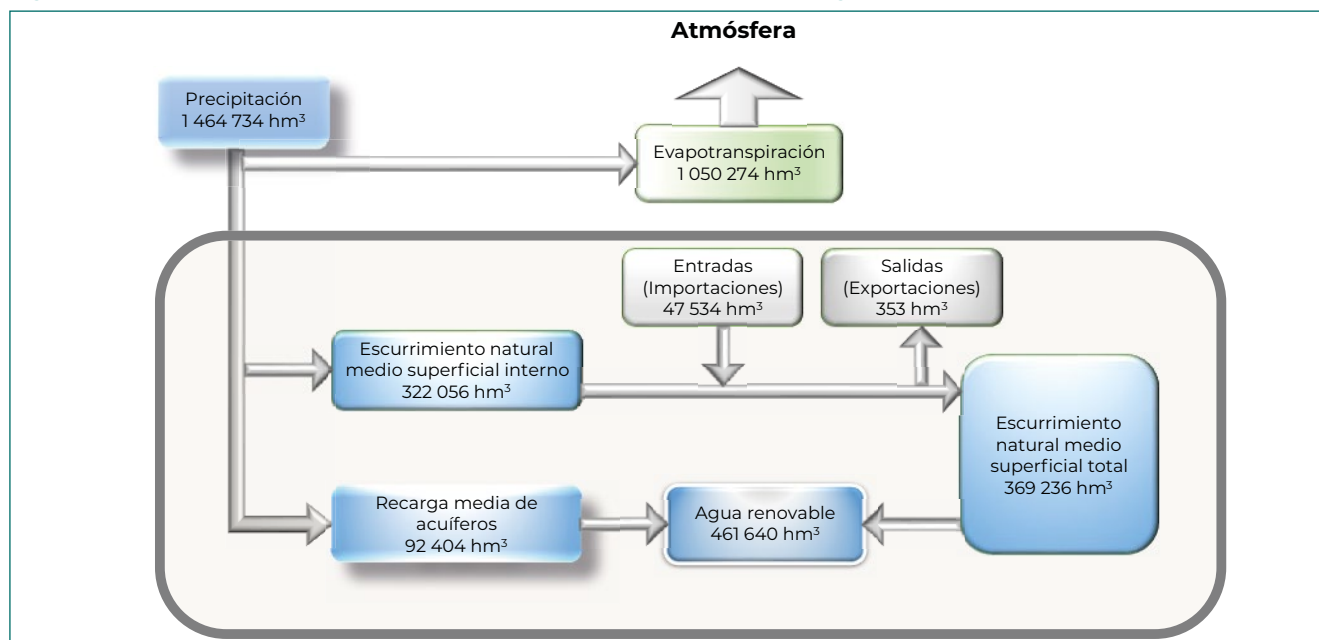 Atmósfera
Precipitación
1 464 734 hm³
Evapotranspiración
1 050 274 hm³
Entradas
(Importaciones)
47 534 hm³
Salidas
(Exportaciones)
353 hm³
Escurrimiento natural
medio superficial interno
322 056 hm³
Escurrimiento
natural medio
superficial total
369 236 hm³
Recarga media de
acuíferos
92 404 hm³
Agua renovable
461 640 hm³